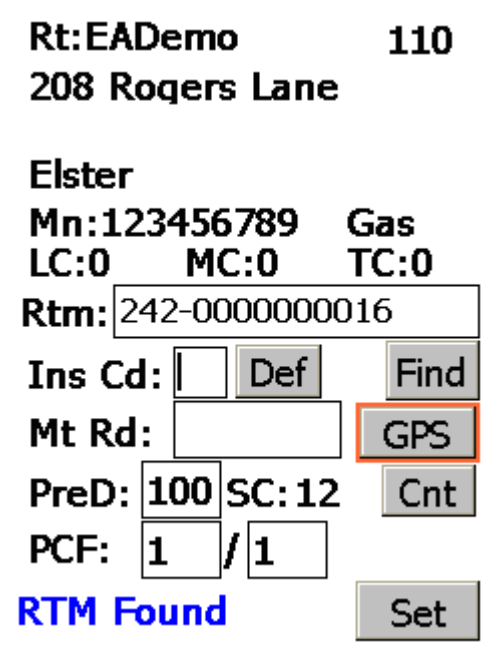 Rt:EADemo 110
208 Rogers Lane
Elster
Mn:123456789 Gas
LC:0 MC:0 TC:0
Rtm: 242-0000000016
Ins Cd: Def Find
Mt Rd: GPS
PreD: 100 SC:12 Cnt
PCF: 1 / 1
RTM Found Set